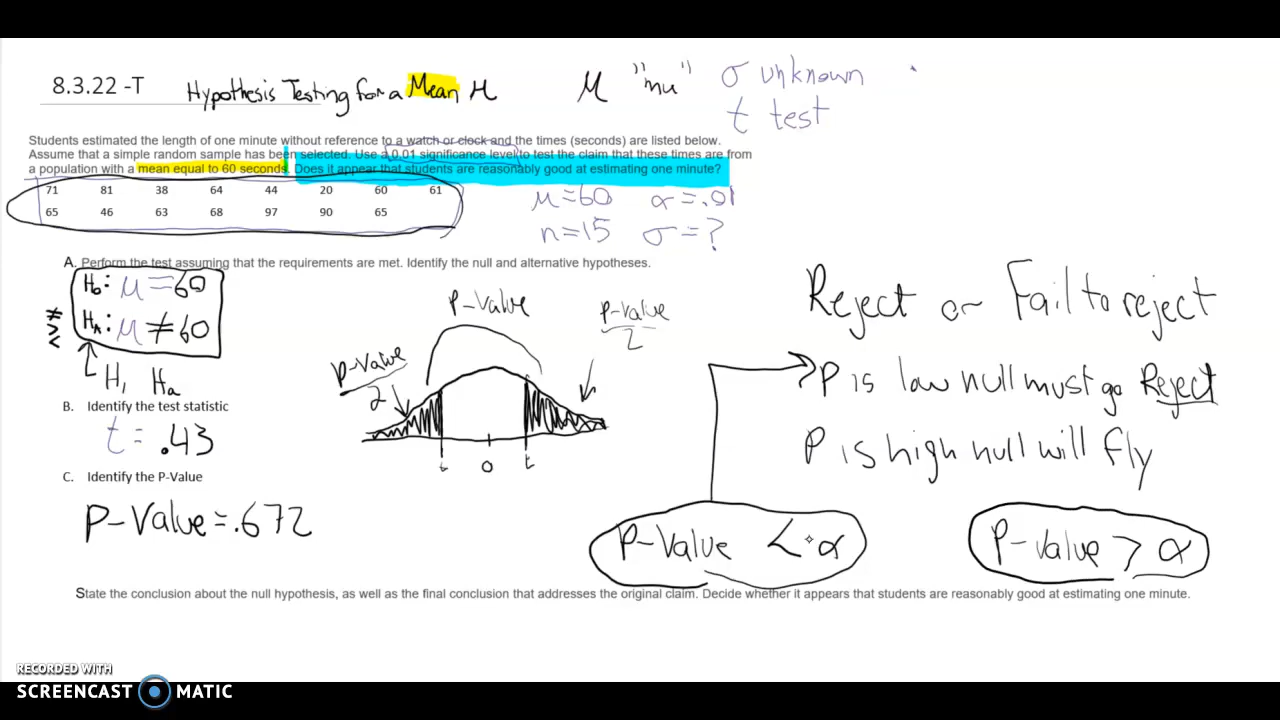 8.3.22 -T Hypothesis Testing for a Mean μ μ "mu" σ unknown
t test
Students estimated the length of one minute without reference to a watch or clock and the times (seconds) are listed below.
Assume that a simple random sample has been selected. Use a 0.01 significance level to test the claim that these times are from
a population with a mean equal to 60 seconds. Does it appear that students are reasonably good at estimating one minute?
71 81 38 64 44 20 60 61
65 46 63 68 97 90 65
μ=60 α=.01
n=15 σ=?
A. Perform the test assuming that the requirements are met. Identify the null and alternative hypotheses.
H₀: μ=60
Hₐ: μ≠60
≠
>
<
H₁ Hₐ
P-Value
P-Value/2
P-value/2
t 0 t
Reject or Fail to reject
P is low null must go Reject
P is high null will fly
B. Identify the test statistic
t = .43
C. Identify the P-Value
P-Value = .672
P-Value < α
P-value > α
State the conclusion about the null hypothesis, as well as the final conclusion that addresses the original claim. Decide whether it appears that students are reasonably good at estimating one minute.
RECORDED WITH
SCREENCAST MATIC